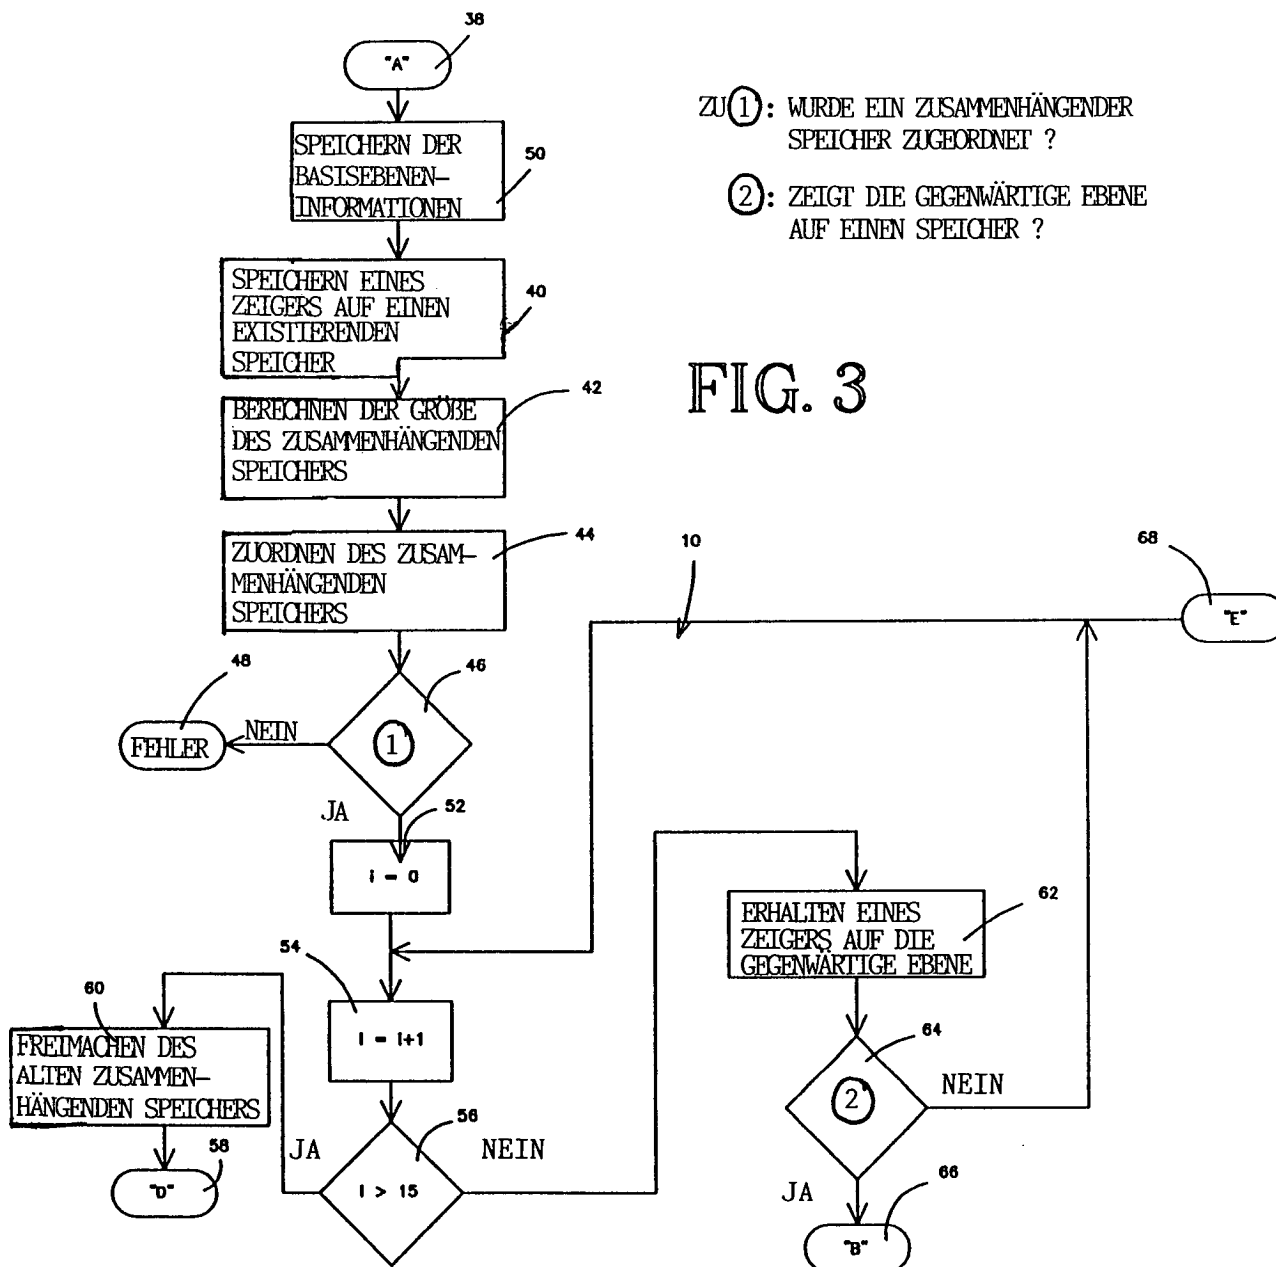 38
"A"
ZU 1 : WURDE EIN ZUSAMMENHÄNGENDER
SPEICHER ZUGEORDNET ?
2 : ZEIGT DIE GEGENWÄRTIGE EBENE
AUF EINEN SPEICHER ?
SPEICHERN DER
BASISEBENEN-
INFORMATIONEN
50
SPEICHERN EINES
ZEIGERS AUF EINEN
EXISTIERENDEN
SPEICHER
40
FIG. 3
BERECHNEN DER GRÖßE
DES ZUSAMMENHÄNGENDEN
SPEICHERS
42
ZUORDNEN DES ZUSAM-
MENHÄNGENDEN
SPEICHERS
44
10
68
"E"
48
FEHLER
NEIN
46
1
JA
52
i = 0
54
I = I+1
62
ERHALTEN EINES
ZEIGERS AUF DIE
GEGENWÄRTIGE EBENE
60
FREIMACHEN DES
ALTEN ZUSAMMEN-
HÄNGENDEN SPEICHERS
58
"D"
JA
56
I > 15
NEIN
64
2
NEIN
JA
66
"B"